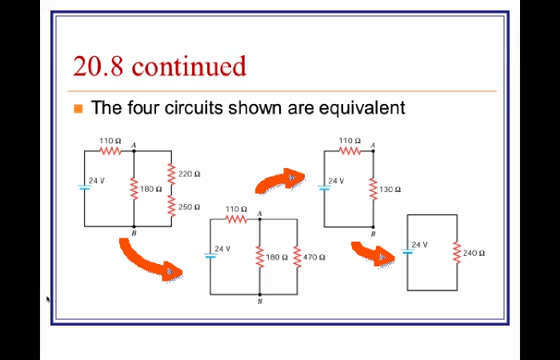 20.8 continued
The four circuits shown are equivalent
110 Ω
A
24 V
180 Ω
220 Ω
250 Ω
B
110 Ω
A
24 V
180 Ω
470 Ω
B
110 Ω
A
24 V
130 Ω
B
24 V
240 Ω